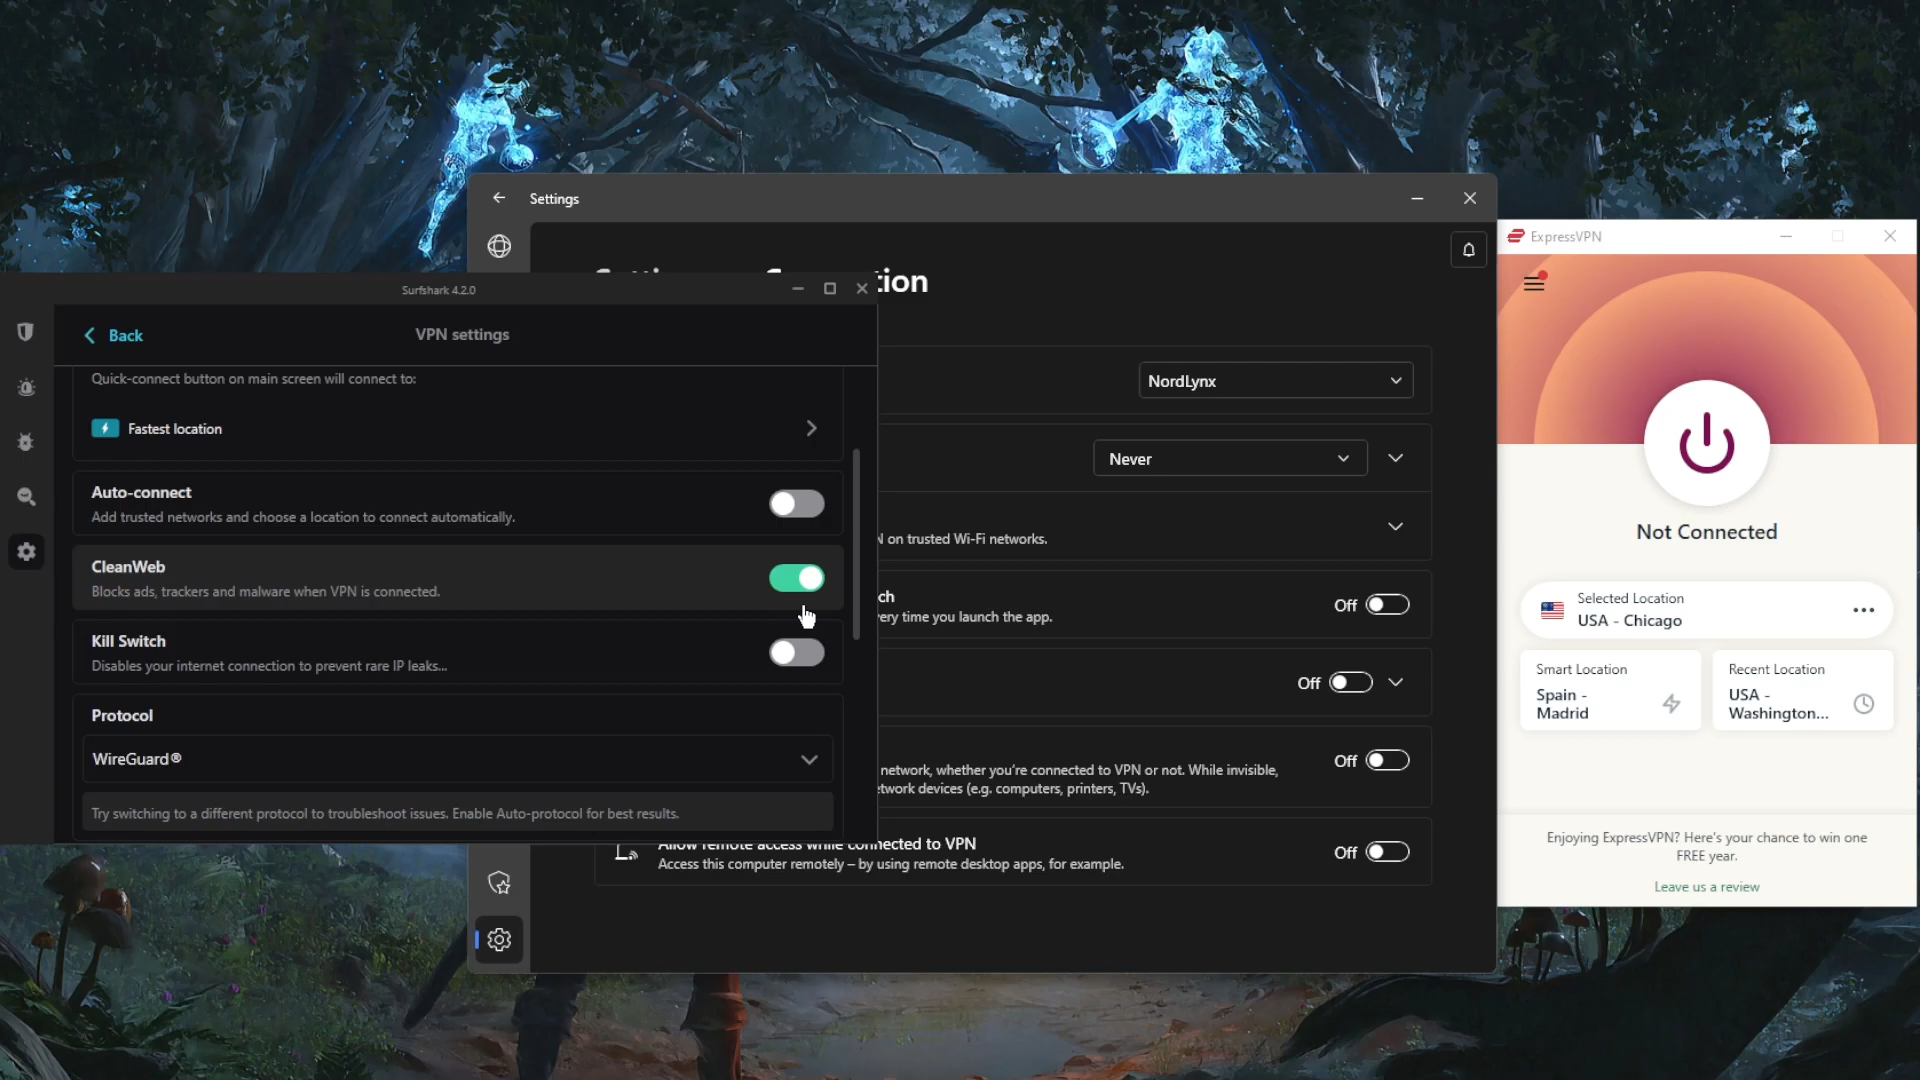 Settings
tion
NordLynx
Never
N on trusted Wi-Fi networks.
ch
very time you launch the app.
Off
Off
Off
network, whether you're connected to VPN or not. While invisible,
twork devices (e.g. computers, printers, TVs).
Allow remote access while connected to VPN
Access this computer remotely – by using remote desktop apps, for example.
Off
Surfshark 4.2.0
Back
VPN settings
Quick-connect button on main screen will connect to:
Fastest location
Auto-connect
Add trusted networks and choose a location to connect automatically.
CleanWeb
Blocks ads, trackers and malware when VPN is connected.
Kill Switch
Disables your internet connection to prevent rare IP leaks...
Protocol
WireGuard®
Try switching to a different protocol to troubleshoot issues. Enable Auto-protocol for best results.
ExpressVPN
Not Connected
Selected Location
USA - Chicago
Smart Location
Spain -
Madrid
Recent Location
USA -
Washington...
Enjoying ExpressVPN? Here's your chance to win one
FREE year.
Leave us a review